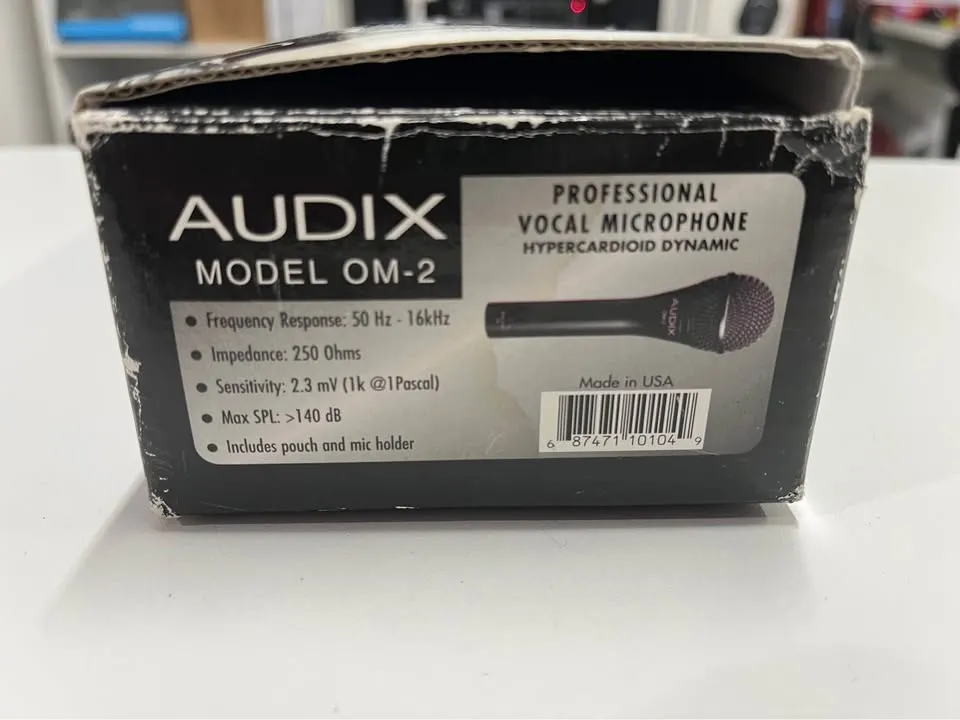 AUDIX
MODEL OM-2
• Frequency Response: 50 Hz - 16kHz
• Impedance: 250 Ohms
• Sensitivity: 2.3 mV (1k @1Pascal)
• Max SPL: >140 dB
• Includes pouch and mic holder
PROFESSIONAL
VOCAL MICROPHONE
HYPERCARDIOID DYNAMIC
AUDIX
Made in USA
6 87471 10104 9